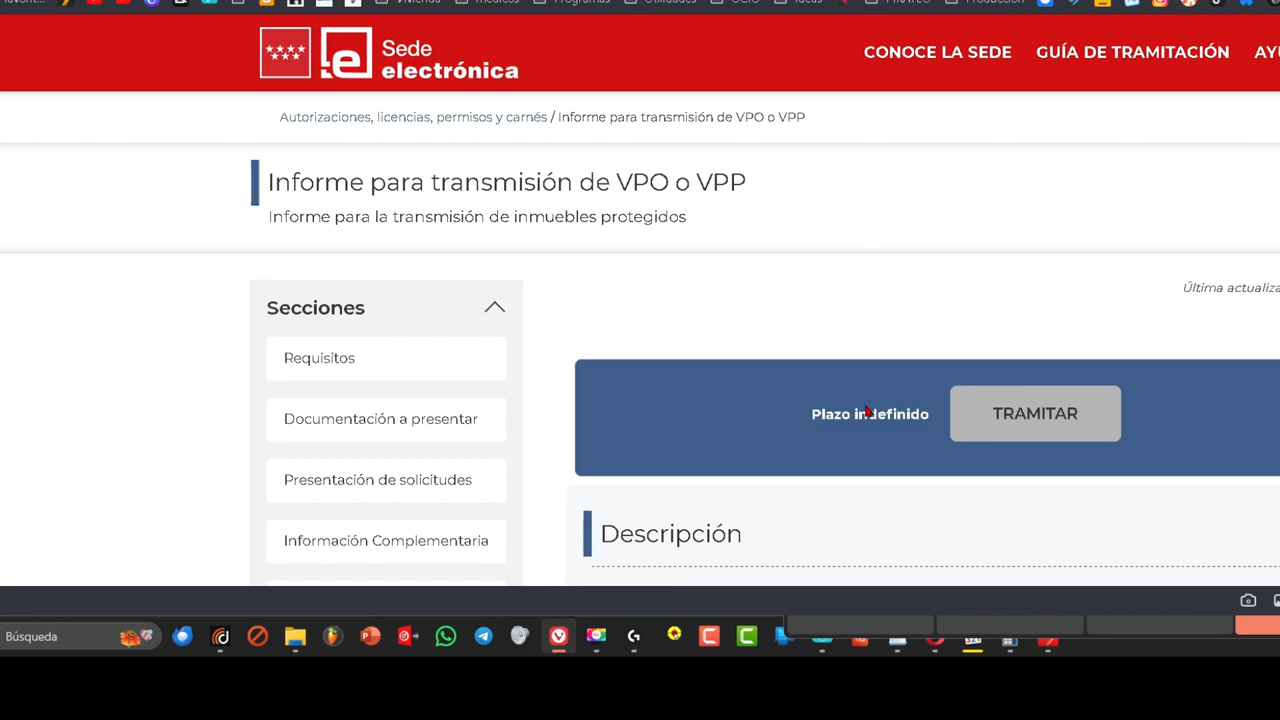 Sede
electrónica
CONOCE LA SEDE GUÍA DE TRAMITACIÓN
Autorizaciones, licencias, permisos y carnés / Informe para transmisión de VPO o VPP
Informe para transmisión de VPO o VPP
Informe para la transmisión de inmuebles protegidos
Última actualiza
Secciones
Requisitos
Documentación a presentar
Presentación de solicitudes
Información Complementaria
Plazo indefinido
TRAMITAR
Descripción
Búsqueda